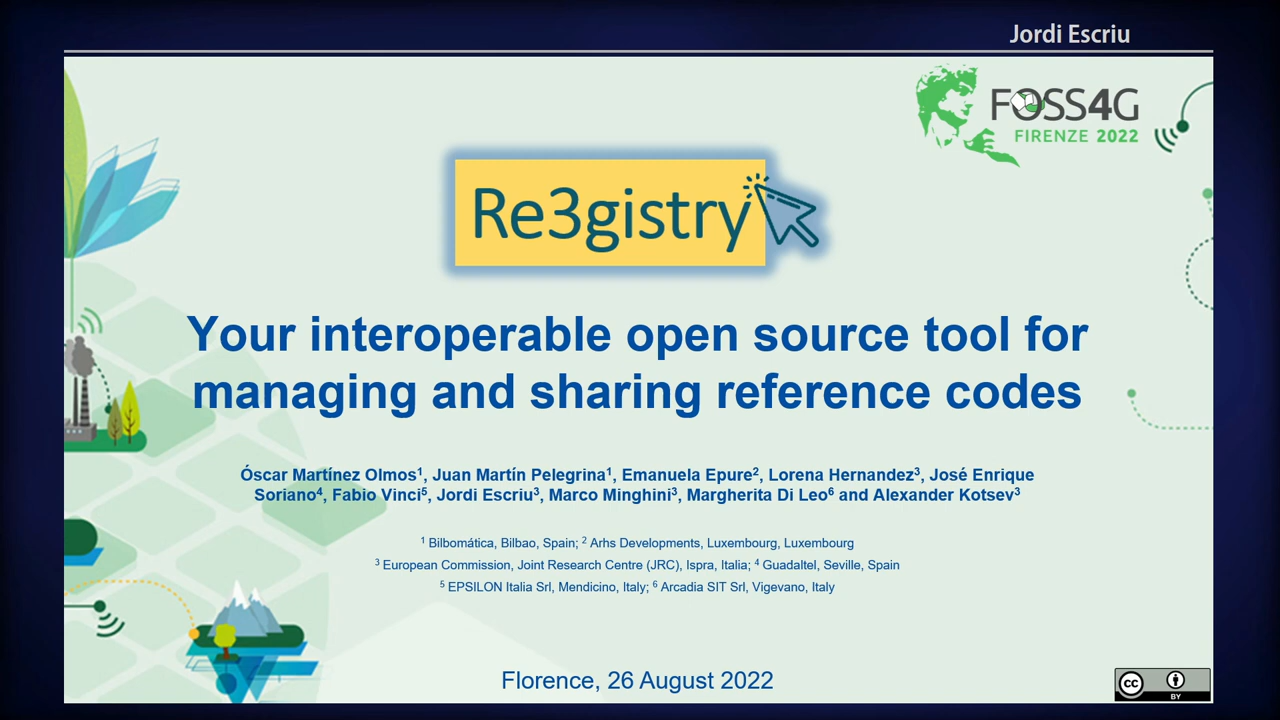 Jordi Escriu
FOSS4G
FIRENZE 2022
Re3gistry
Your interoperable open source tool for
managing and sharing reference codes
Óscar Martínez Olmos¹, Juan Martín Pelegrina¹, Emanuela Epure², Lorena Hernandez³, José Enrique
Soriano⁴, Fabio Vinci⁵, Jordi Escriu³, Marco Minghini³, Margherita Di Leo⁶ and Alexander Kotsev³
¹ Bilbomática, Bilbao, Spain; ² Arhs Developments, Luxembourg, Luxembourg
³ European Commission, Joint Research Centre (JRC), Ispra, Italia; ⁴ Guadaltel, Seville, Spain
⁵ EPSILON Italia Srl, Mendicino, Italy; ⁶ Arcadia SIT Srl, Vigevano, Italy
Florence, 26 August 2022
CC
BY